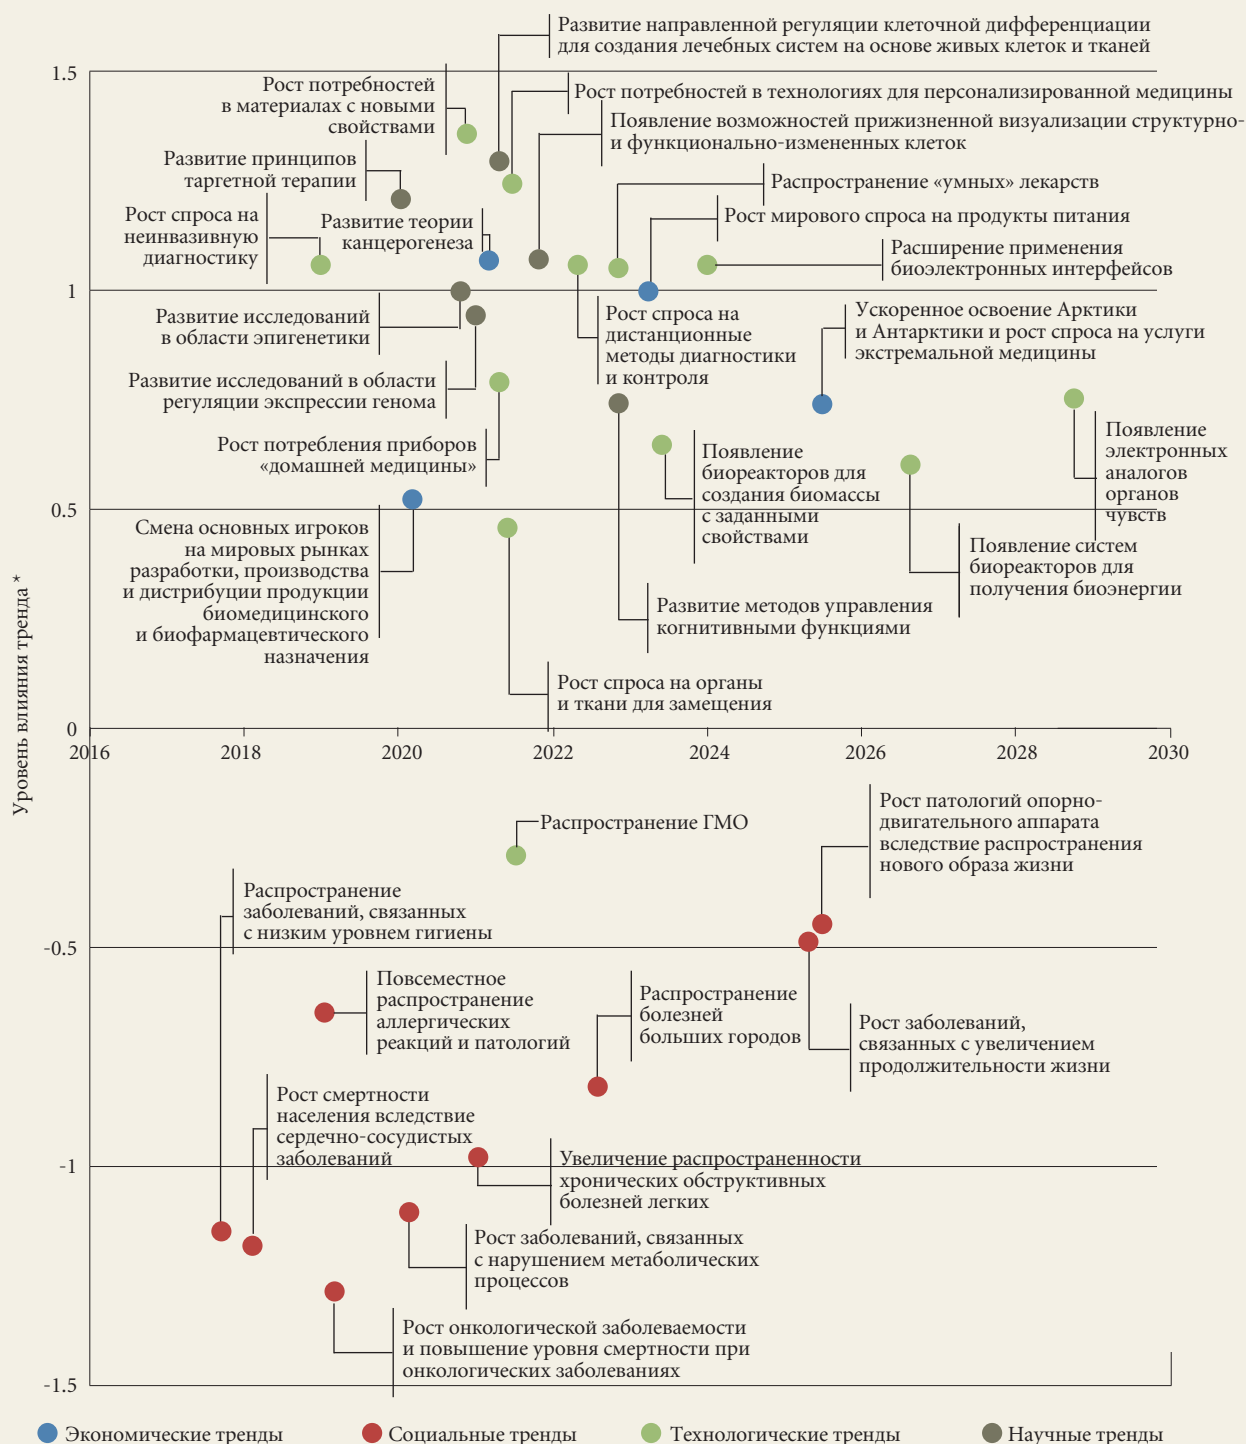 Развитие направленной регуляции клеточной дифференциации
для создания лечебных систем на основе живых клеток и тканей
1.5
Рост потребностей
в материалах с новыми
свойствами
Рост потребностей в технологиях для персонализированной медицины
Появление возможностей прижизненной визуализации структурно-
и функционально-измененных клеток
Развитие принципов
таргетной терапии
Распространение «умных» лекарств
Рост спроса на
неинвазивную
диагностику
Развитие теории
канцерогенеза
Рост мирового спроса на продукты питания
Расширение применения
биоэлектронных интерфейсов
1
Развитие исследований
в области эпигенетики
Рост спроса на
дистанционные
методы диагностики
и контроля
Ускоренное освоение Арктики
и Антарктики и рост спроса на услуги
экстремальной медицины
Развитие исследований в области
регуляции экспрессии генома
Рост потребления приборов
«домашней медицины»
Появление
биореакторов для
создания биомассы
с заданными
свойствами
Появление
электронных
аналогов
органов
чувств
0.5
Смена основных игроков
на мировых рынках
разработки, производства
и дистрибуции продукции
биомедицинского
и биофармацевтического
назначения
Появление систем
биореакторов для
получения биоэнергии
Развитие методов управления
когнитивными функциями
Рост спроса на органы
и ткани для замещения
Уровень влияния тренда *
0
2016
2018
2020
2022
2024
2026
2028
2030
Распространение ГМО
Рост патологий опорно-
двигательного аппарата
вследствие распространения
нового образа жизни
Распространение
заболеваний, связанных
с низким уровнем гигиены
-0.5
Повсеместное
распространение
аллергических
реакций и патологий
Распространение
болезней
больших городов
Рост заболеваний,
связанных с увеличением
продолжительности жизни
Рост смертности
населения вследствие
сердечно-сосудистых
заболеваний
-1
Увеличение распространенности
хронических обструктивных
болезней легких
Рост заболеваний, связанных
с нарушением метаболических
процессов
Рост онкологической заболеваемости
и повышение уровня смертности при
онкологических заболеваниях
-1.5
Экономические тренды
Социальные тренды
Технологические тренды
Научные тренды